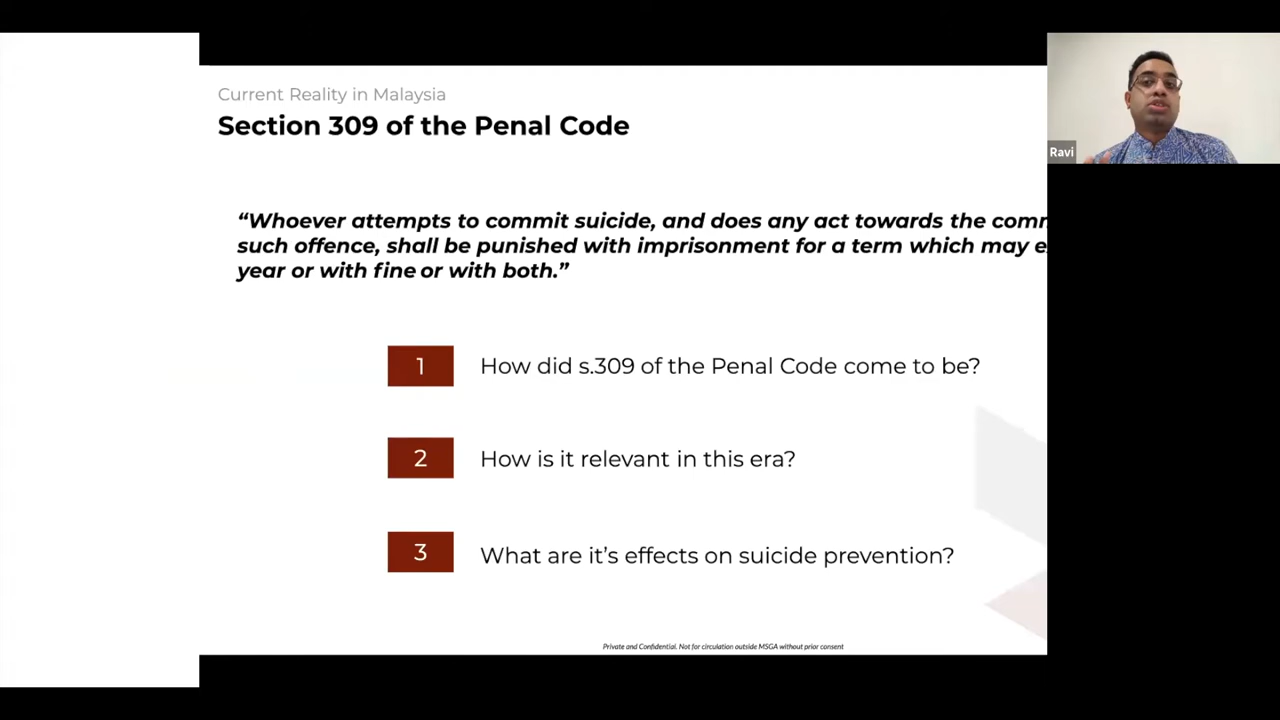 Current Reality in Malaysia
Section 309 of the Penal Code
“Whoever attempts to commit suicide, and does any act towards the
such offence, shall be punished with imprisonment for a term which may
year or with fine or with both.”
1 How did s.309 of the Penal Code come to be?
2 How is it relevant in this era?
3 What are it’s effects on suicide prevention?
Private and Confidential. Not for circulation outside MSGA without prior consent
Ravi